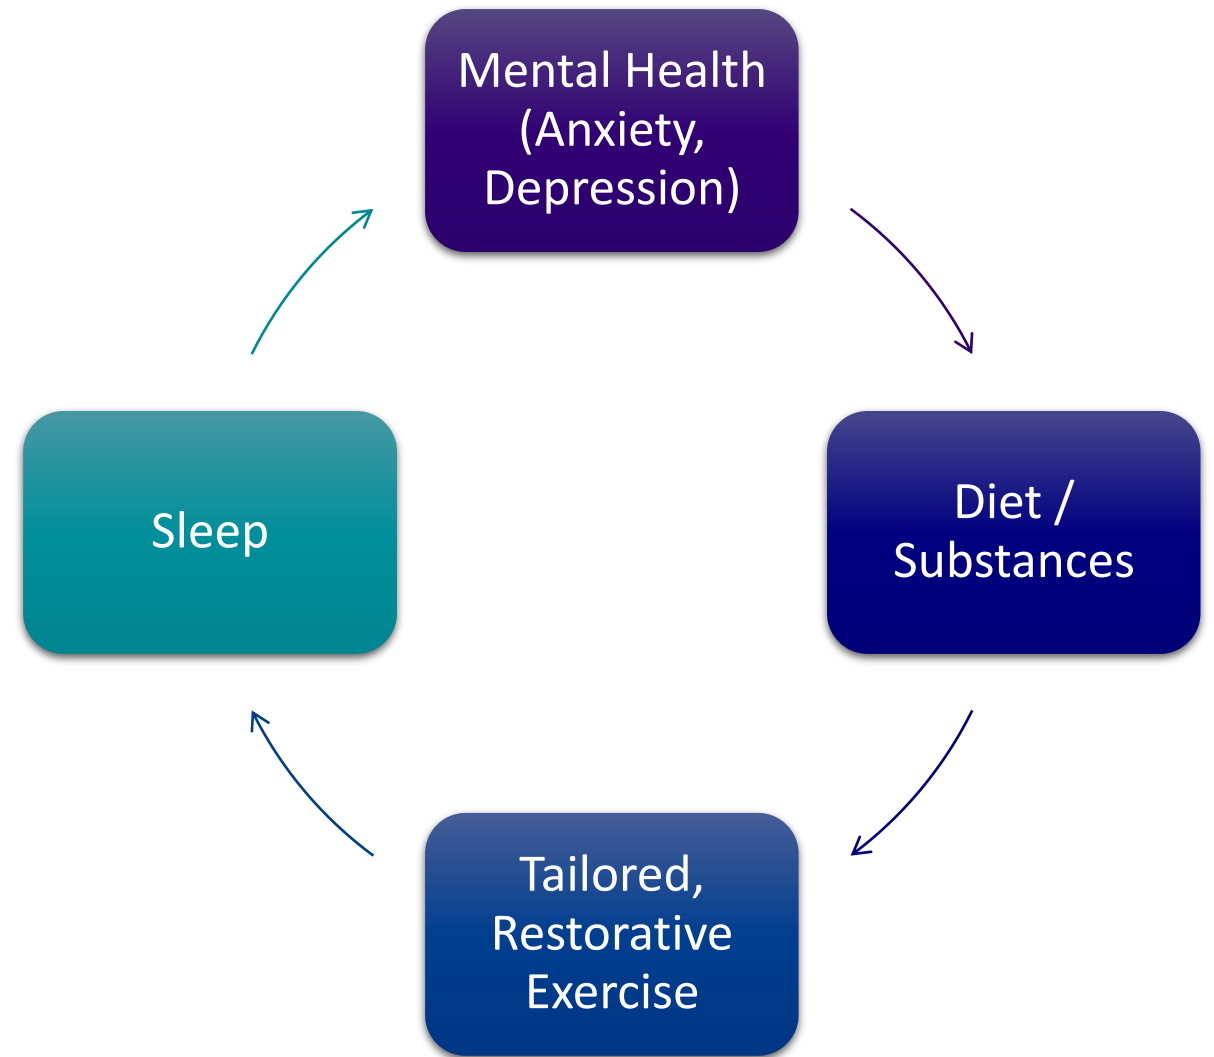 Mental Health
(Anxiety,
Depression)
Diet /
Substances
Tailored,
Restorative
Exercise
Sleep